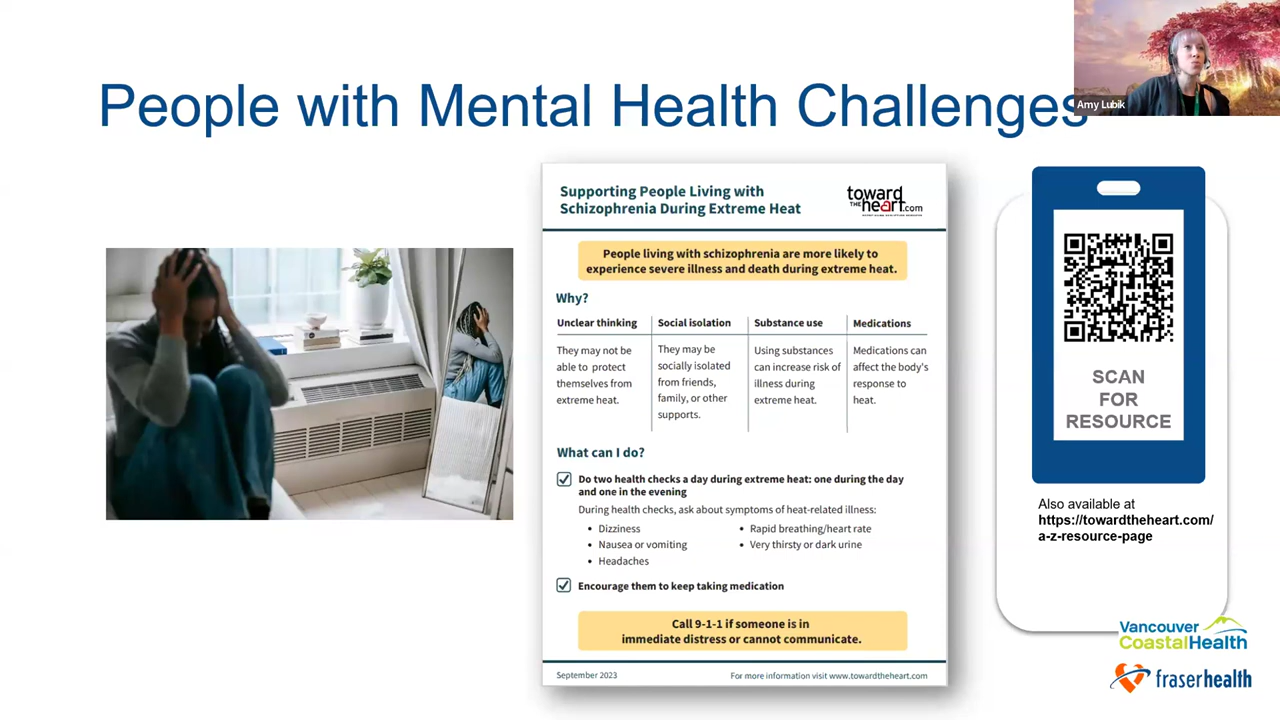 People with Mental Health Challenges
Amy Lubik
Supporting People Living with
Schizophrenia During Extreme Heat
toward
THE heart.com
People living with schizophrenia are more likely to
experience severe illness and death during extreme heat.
Why?
Unclear thinking
They may not be
able to protect
themselves from
extreme heat.
Social isolation
They may be
socially isolated
from friends,
family, or other
supports.
Substance use
Using substances
can increase risk of
illness during
extreme heat.
Medications
Medications can
affect the body's
response to
heat.
What can I do?
Do two health checks a day during extreme heat: one during the day
and one in the evening
During health checks, ask about symptoms of heat-related illness:
• Dizziness
• Nausea or vomiting
• Headaches
• Rapid breathing/heart rate
• Very thirsty or dark urine
Encourage them to keep taking medication
Call 9-1-1 if someone is in
immediate distress or cannot communicate.
September 2023
For more information visit www.towardtheheart.com
SCAN
FOR
RESOURCE
Also available at
https://towardtheheart.com/
a-z-resource-page
Vancouver
CoastalHealth
fraserhealth